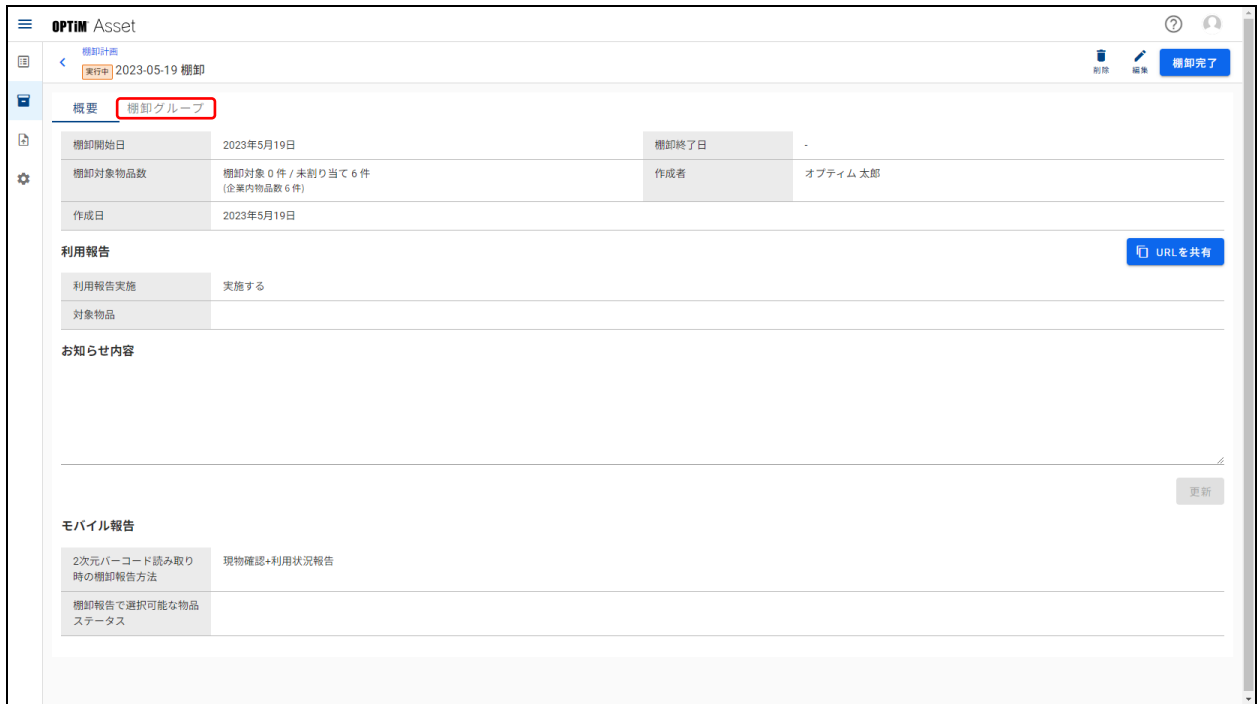 OPTiM Asset
棚卸計画
実行中 2023-05-19 棚卸
削除
編集
棚卸完了
概要
棚卸グループ
棚卸開始日
2023年5月19日
棚卸終了日
-
棚卸対象物品数
棚卸対象 0 件 / 未割り当て 6 件
(企業内物品数 6 件)
作成者
オプティム 太郎
作成日
2023年5月19日
利用報告
URLを共有
利用報告実施
実施する
対象物品
お知らせ内容
更新
モバイル報告
2次元バーコード読み取り
時の棚卸報告方法
現物確認+利用状況報告
棚卸報告で選択可能な物品
ステータス